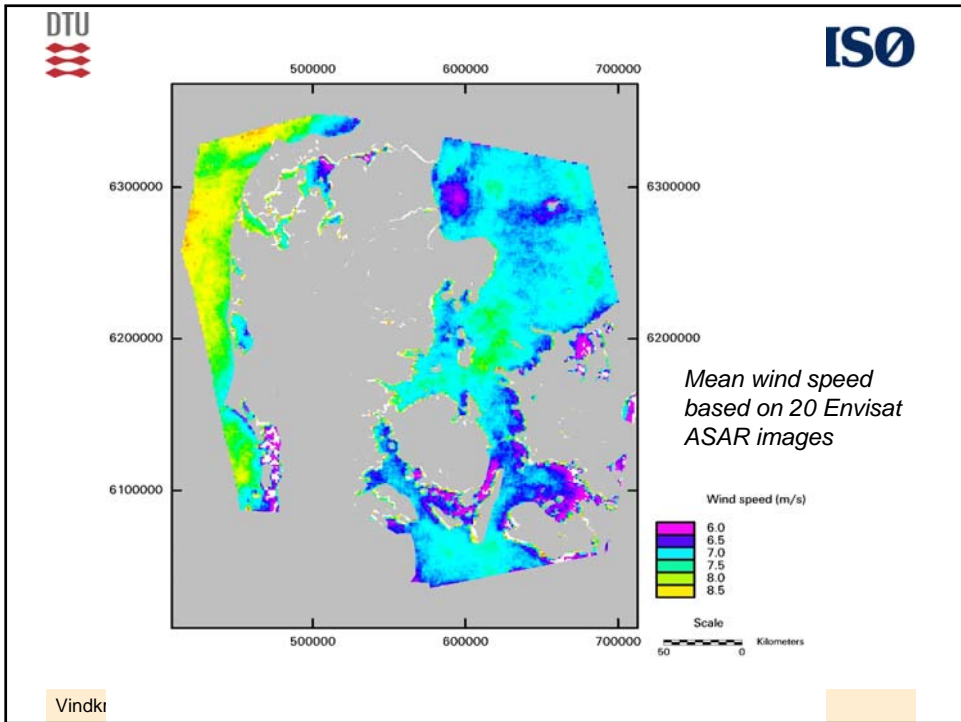 DTU
ISØ
500000 600000 700000
6300000 6300000
6200000 6200000
Mean wind speed
based on 20 Envisat
ASAR images
6100000
Wind speed (m/s)
6.0
6.5
7.0
7.5
8.0
8.5
Scale
Kilometers
50 0
500000 600000 700000